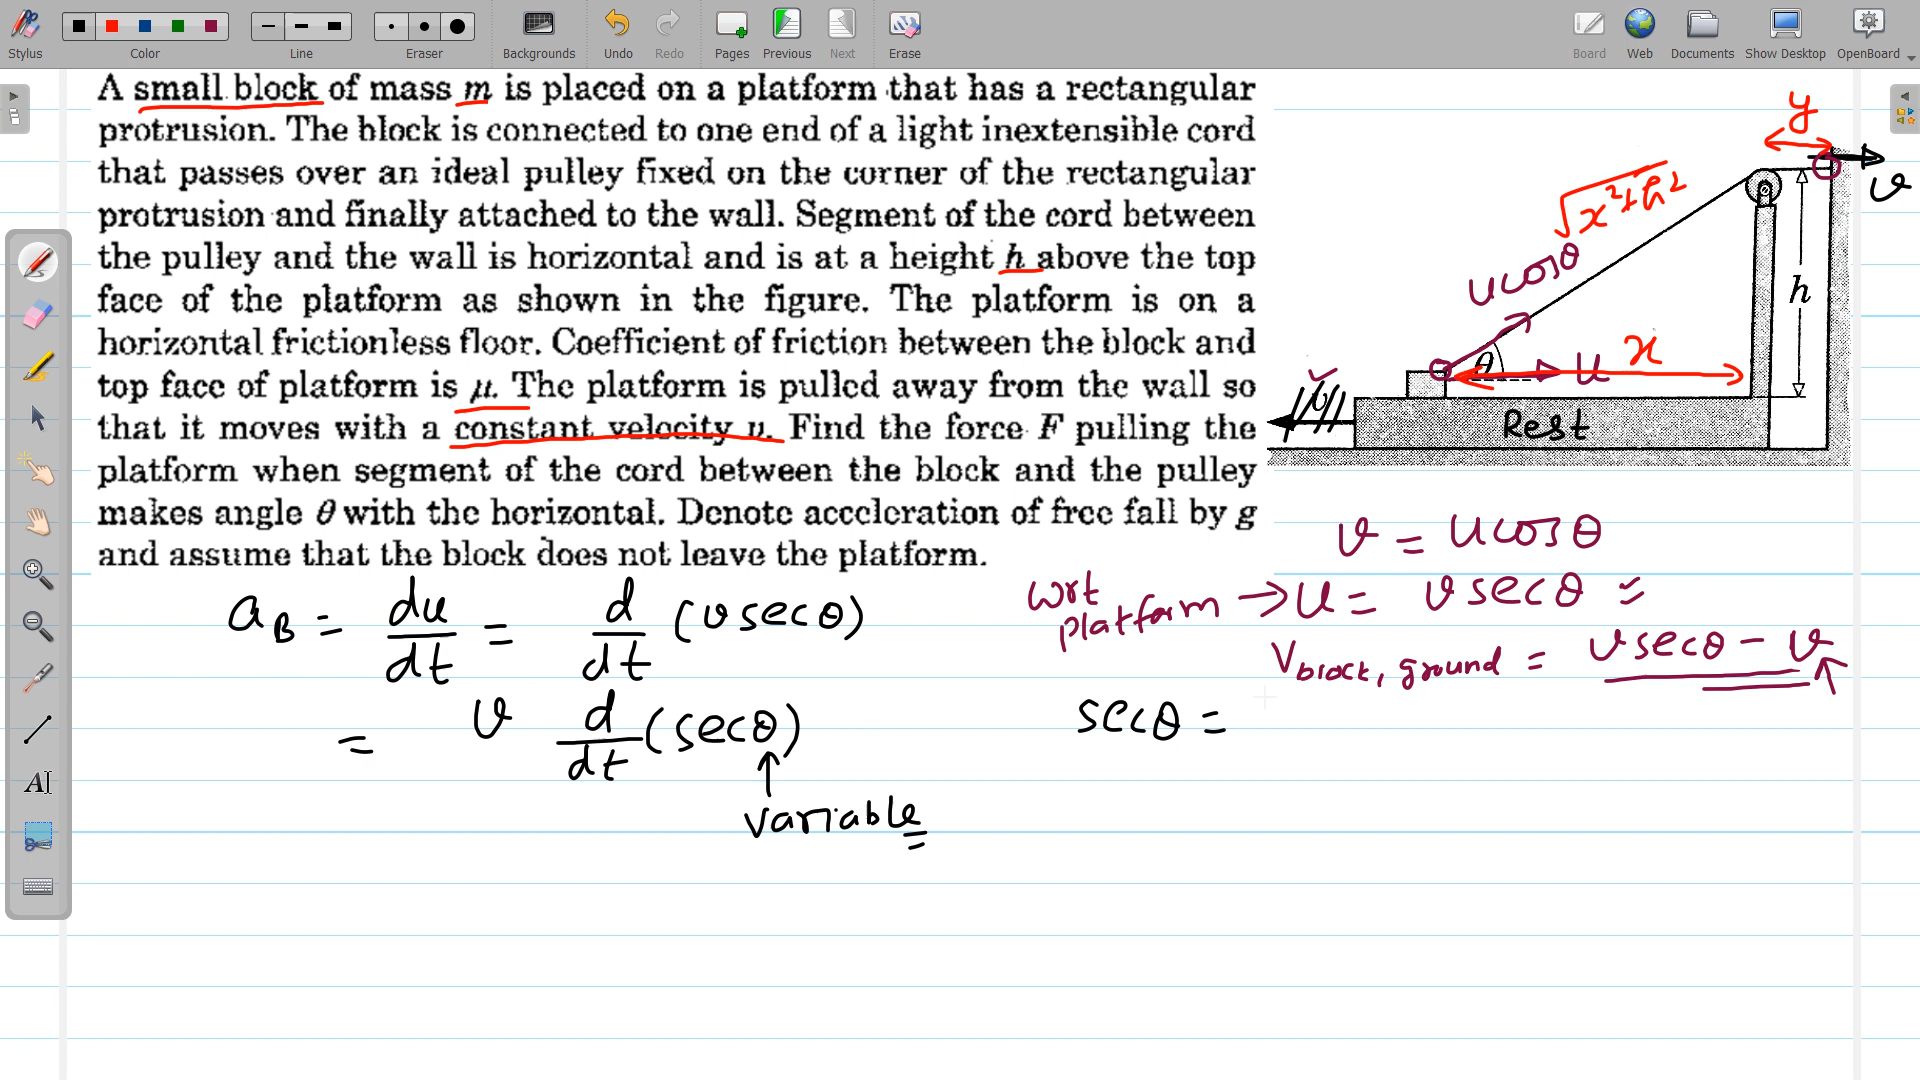 Stylus Color Line Eraser Backgrounds Undo Redo Pages Previous Next Erase Board Web Documents Show Desktop OpenBoard
A small block of mass m is placed on a platform that has a rectangular
protrusion. The block is connected to one end of a light inextensible cord
that passes over an ideal pulley fixed on the corner of the rectangular
protrusion and finally attached to the wall. Segment of the cord between
the pulley and the wall is horizontal and is at a height h above the top
face of the platform as shown in the figure. The platform is on a
horizontal frictionless floor. Coefficient of friction between the block and
top face of platform is μ. The platform is pulled away from the wall so
that it moves with a constant velocity v. Find the force F pulling the
platform when segment of the cord between the block and the pulley
makes angle θ with the horizontal. Denote acceleration of free fall by g
and assume that the block does not leave the platform.
y
v
√x²+h²
ucosθ
h
θ
u
x
v
Rest
v = ucosθ
wrt platform → u = v secθ =
V block, ground = v secθ - v
a_B = du/dt = d/dt (v secθ)
= v d/dt (secθ)
variable
secθ =
AI